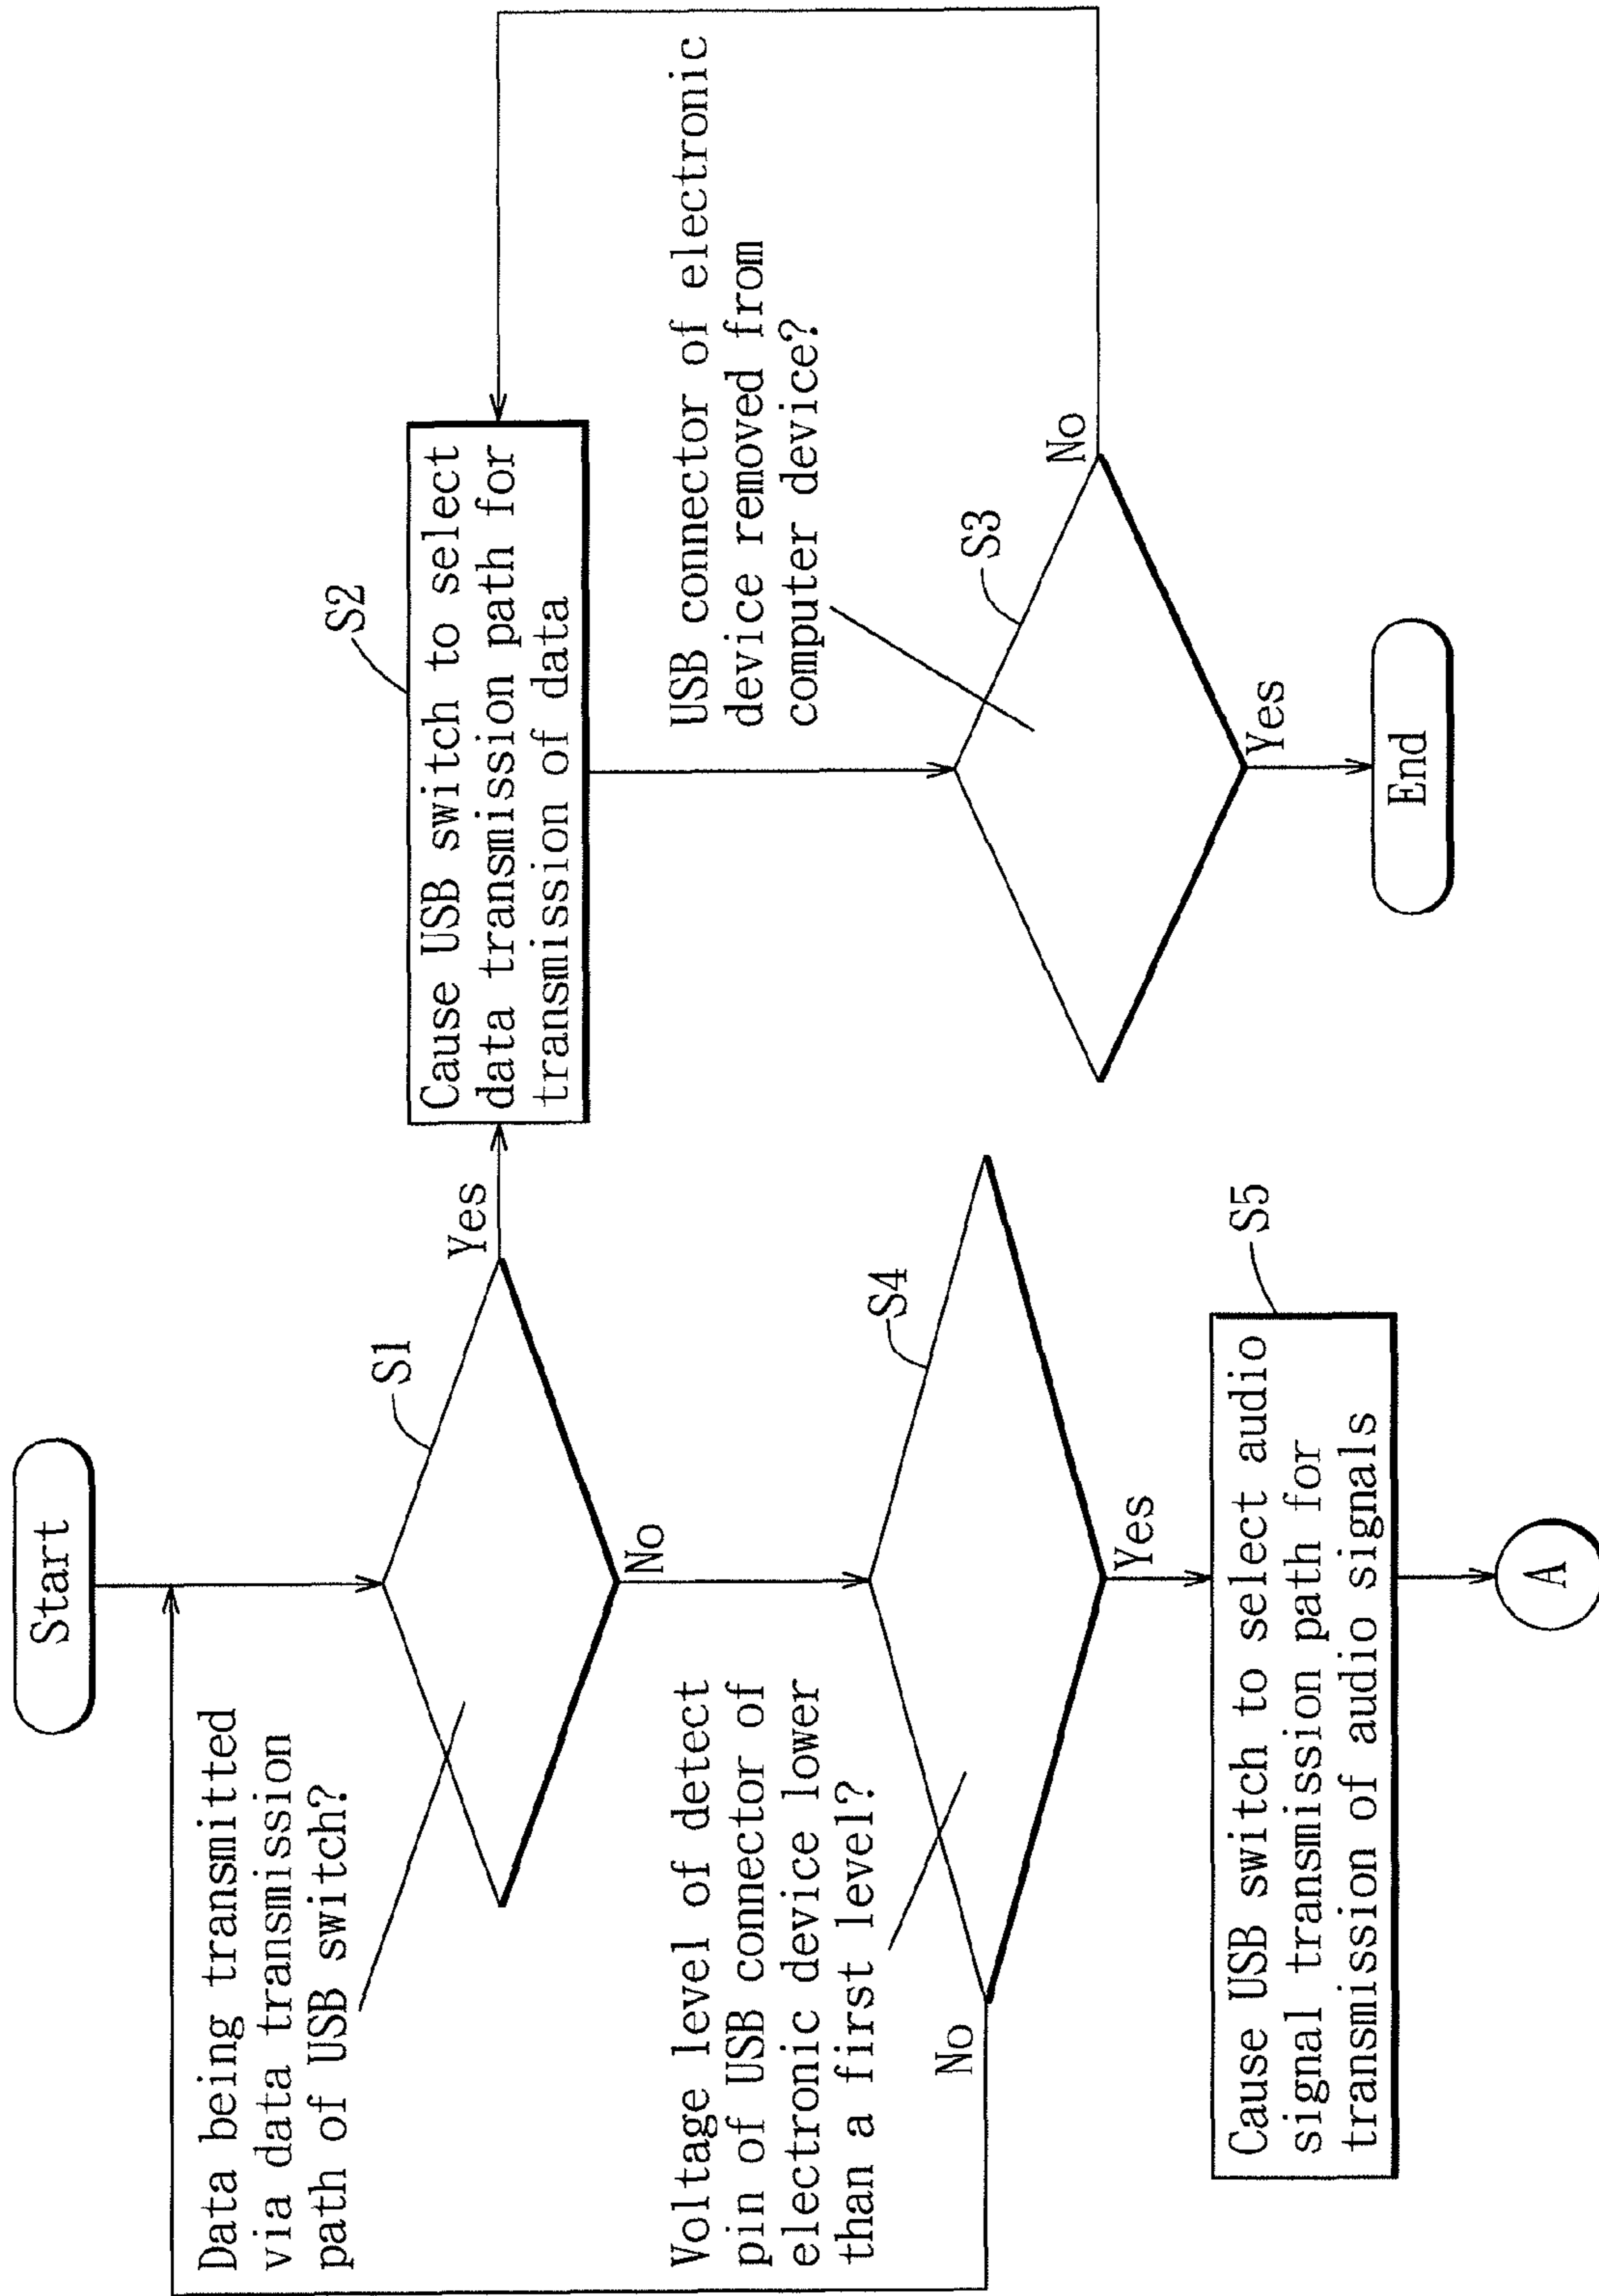 Start
Data being transmitted
via data transmission
path of USB switch?
S1
Yes
No
S2
Cause USB switch to select
data transmission path for
transmission of data
USB connector of electronic
device removed from
computer device?
S3
No
Yes
End
Voltage level of detect
pin of USB connector of
electronic device lower
than a first level?
S4
No
Yes
S5
Cause USB switch to select audio
signal transmission path for
transmission of audio signals
A